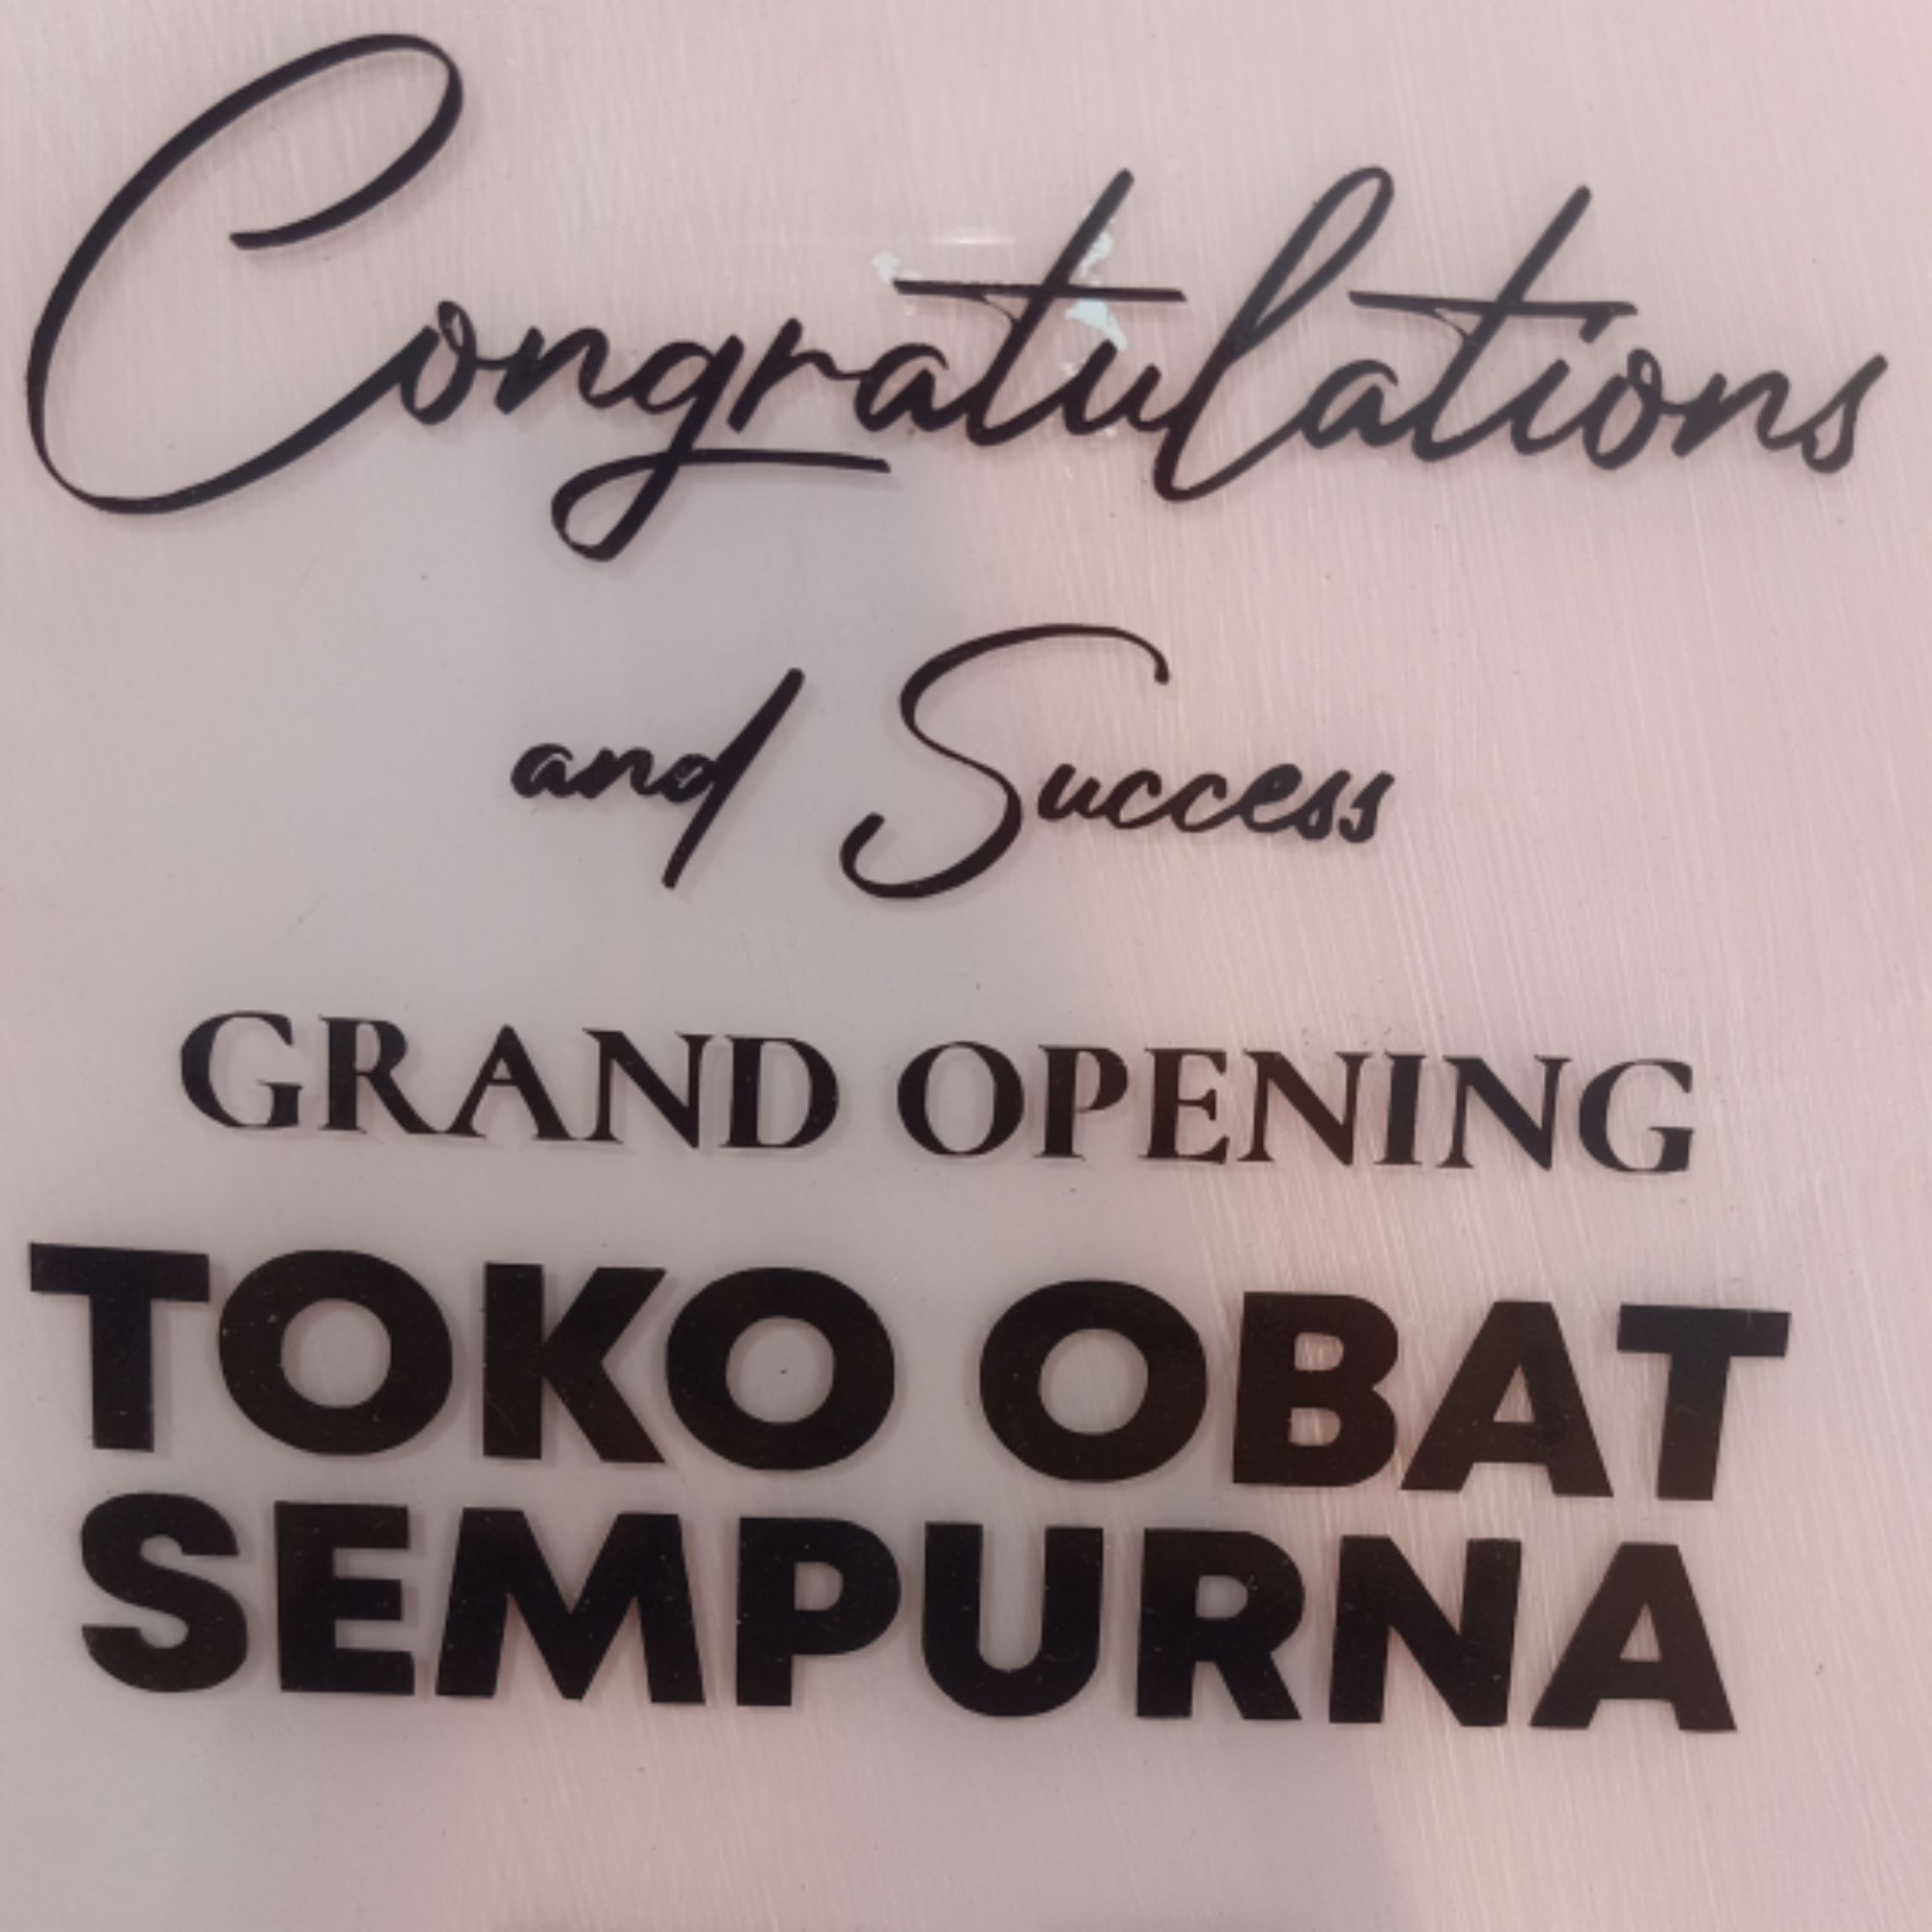 Congratulations
and Success
GRAND OPENING
TOKO OBAT
SEMPURNA